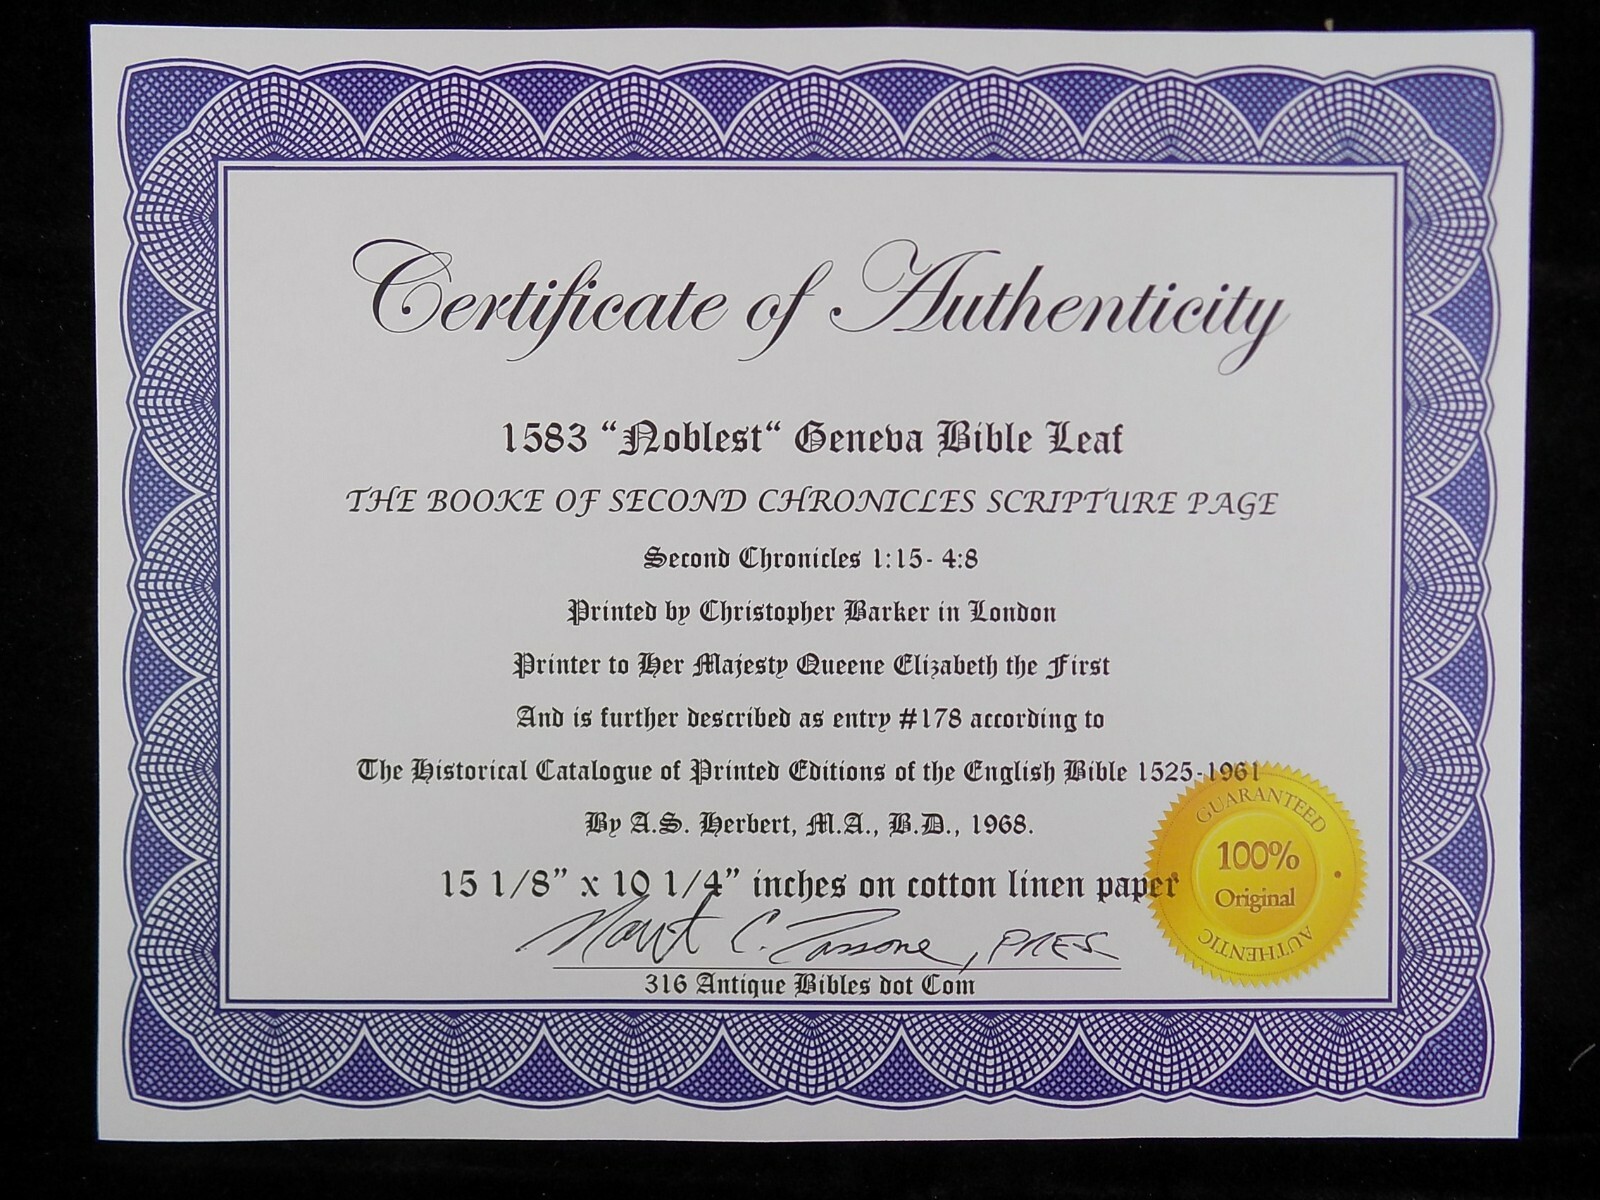 Certificate of Authenticity
1583 “Noblest“ Geneva Bible Leaf
THE BOOKE OF SECOND CHRONICLES SCRIPTURE PAGE
Second Chronicles 1:15- 4:8
Printed by Christopher Barker in London
Printer to Her Majesty Queene Elizabeth the First
And is further described as entry #178 according to
The Historical Catalogue of Printed Editions of the English Bible 1525-1961
By A.S. Herbert, M.A., B.D., 1968.
15 1/8” x 10 1/4” inches on cotton linen paper
C. Tassone, PRES
316 Antique Bibles dot Com
GUARANTEED
100%
Original
AUTHENTIC